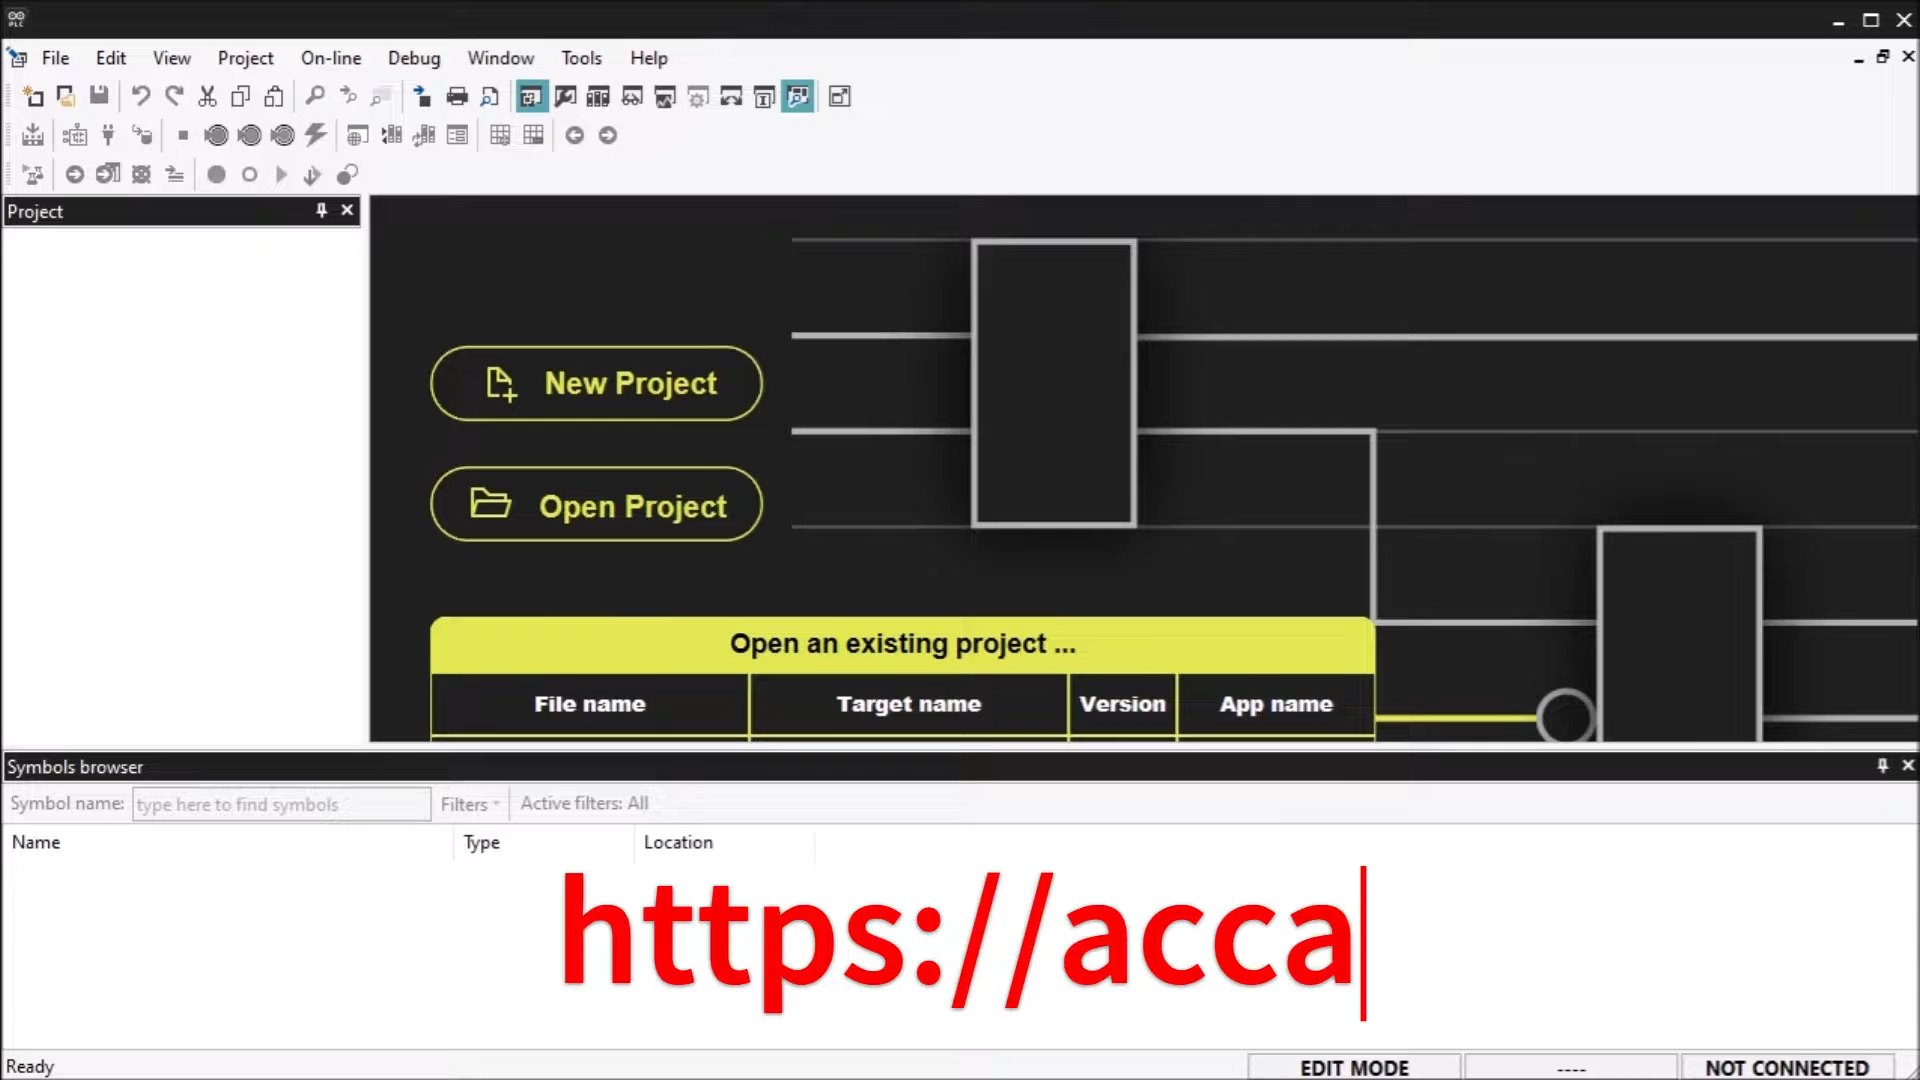 PLC
File Edit View Project On-line Debug Window Tools Help
Project
New Project
Open Project
Open an existing project ...
File name Target name Version App name
Symbols browser
Symbol name: type here to find symbols Filters Active filters: All
Name Type Location
https://acca
Ready EDIT MODE ---- NOT CONNECTED